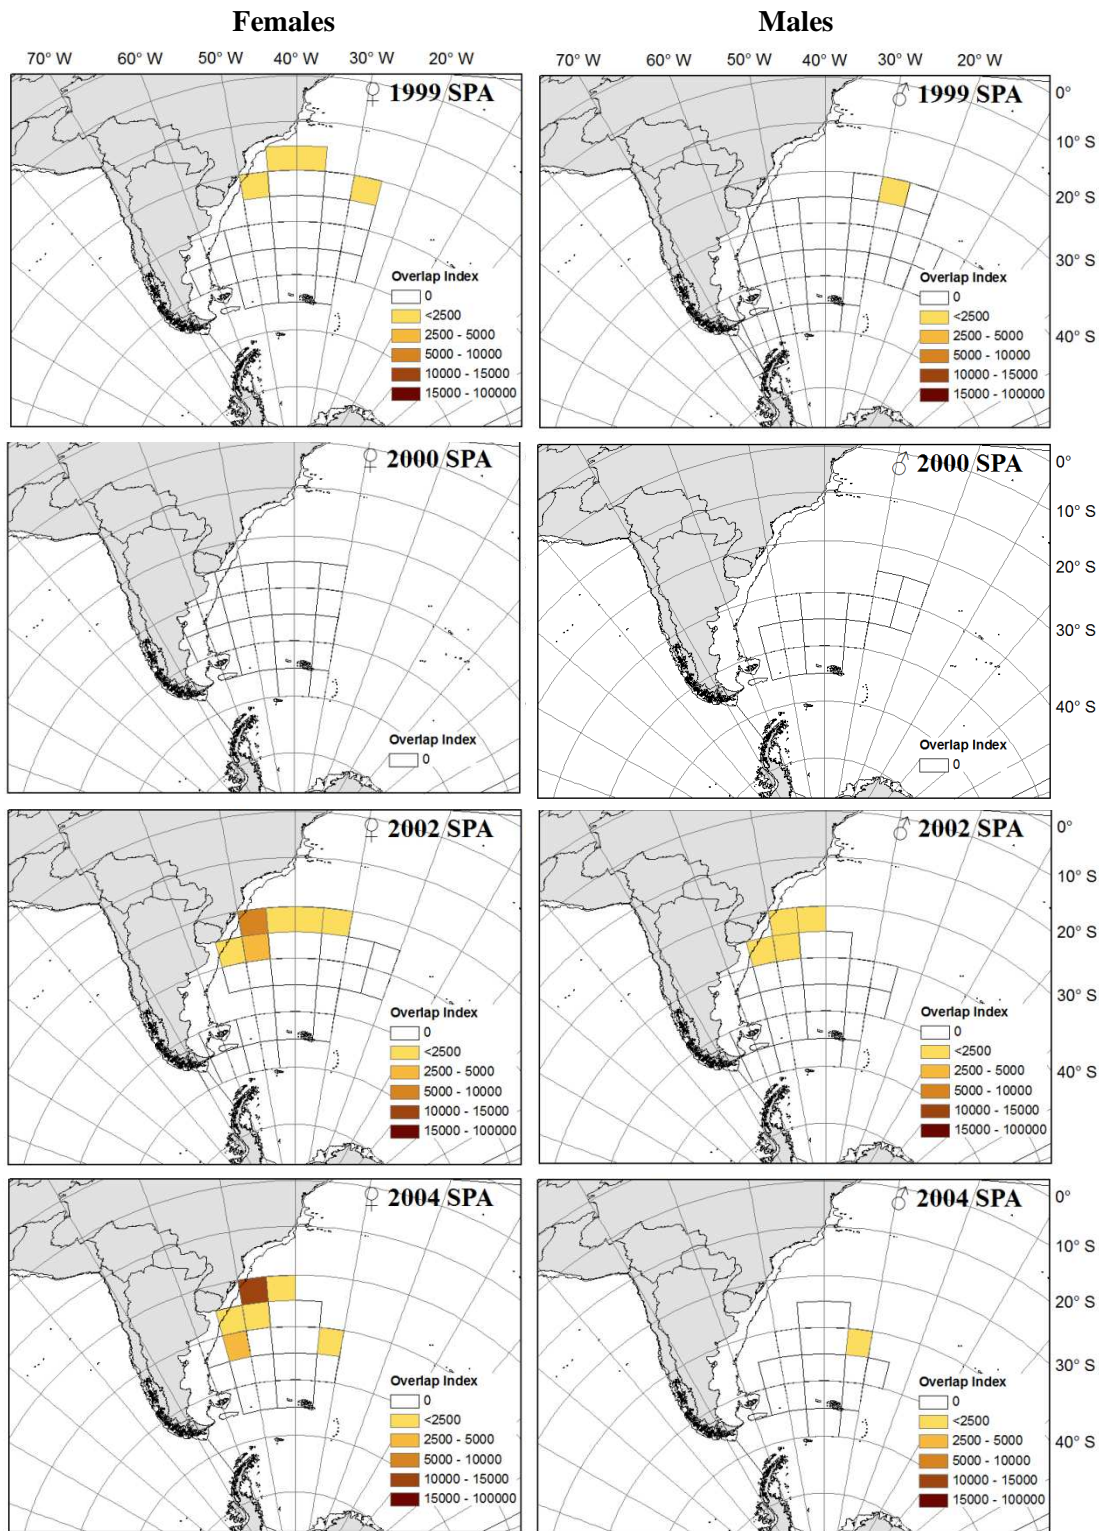 Females Males
70° W 60° W 50° W 40° W 30° W 20° W 70° W 60° W 50° W 40° W 30° W 20° W
♀ 1999 SPA
Overlap Index
0
<2500
2500 - 5000
5000 - 10000
10000 - 15000
15000 - 100000
♂ 1999 SPA
Overlap Index
0
<2500
2500 - 5000
5000 - 10000
10000 - 15000
15000 - 100000
0°
10° S
20° S
30° S
40° S
♀ 2000 SPA
Overlap Index
0
♂ 2000 SPA
Overlap Index
0
0°
10° S
20° S
30° S
40° S
♀ 2002 SPA
Overlap Index
0
<2500
2500 - 5000
5000 - 10000
10000 - 15000
15000 - 100000
♂ 2002 SPA
Overlap Index
0
<2500
2500 - 5000
5000 - 10000
10000 - 15000
15000 - 100000
0°
10° S
20° S
30° S
40° S
♀ 2004 SPA
Overlap Index
0
<2500
2500 - 5000
5000 - 10000
10000 - 15000
15000 - 100000
♂ 2004 SPA
Overlap Index
0
<2500
2500 - 5000
5000 - 10000
10000 - 15000
15000 - 100000
0°
10° S
20° S
30° S
40° S